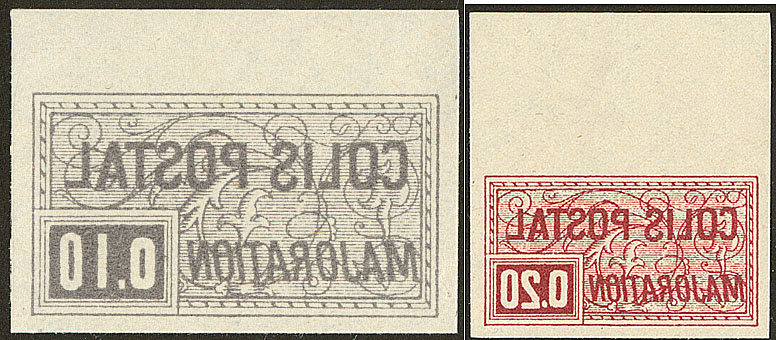 COLIS POSTAL
MAJORATION
0.10
COLIS POSTAL
MAJORATION
0.20